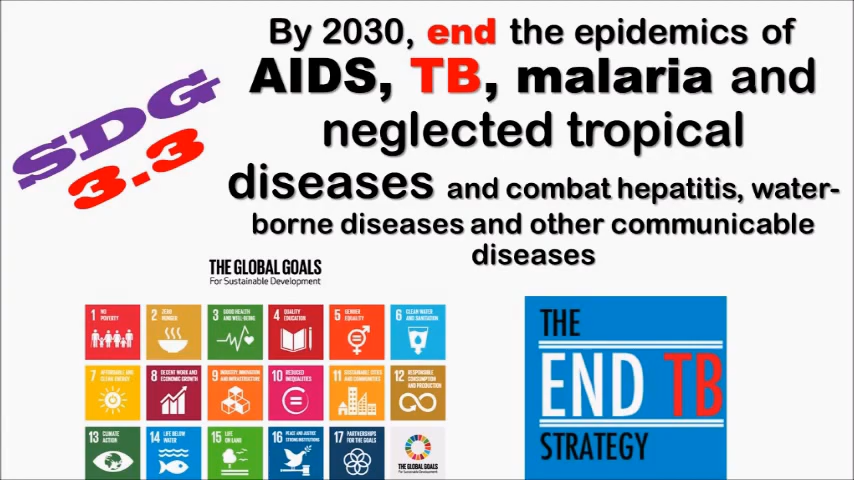 By 2030, end the epidemics of
AIDS, TB, malaria and
neglected tropical
diseases and combat hepatitis, water-
borne diseases and other communicable
diseases
SDG
3.3
THE GLOBAL GOALS
For Sustainable Development
1 NO POVERTY
2 ZERO HUNGER
3 GOOD HEALTH AND WELL-BEING
4 QUALITY EDUCATION
5 GENDER EQUALITY
6 CLEAN WATER AND SANITATION
7 AFFORDABLE AND CLEAN ENERGY
8 DECENT WORK AND ECONOMIC GROWTH
9 INDUSTRY, INNOVATION AND INFRASTRUCTURE
10 REDUCED INEQUALITIES
11 SUSTAINABLE CITIES AND COMMUNITIES
12 RESPONSIBLE CONSUMPTION AND PRODUCTION
13 CLIMATE ACTION
14 LIFE BELOW WATER
15 LIFE ON LAND
16 PEACE AND JUSTICE STRONG INSTITUTIONS
17 PARTNERSHIPS FOR THE GOALS
THE GLOBAL GOALS
For Sustainable Development
THE
END TB
STRATEGY